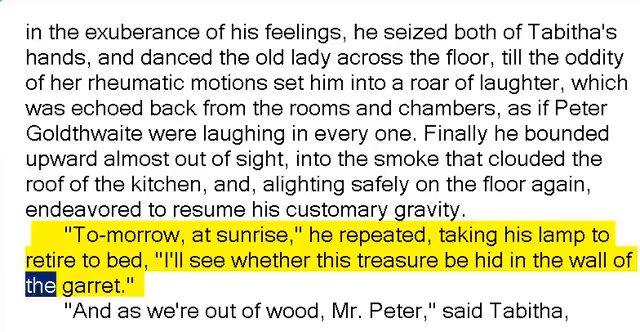 in the exuberance of his feelings, he seized both of Tabitha's
hands, and danced the old lady across the floor, till the oddity
of her rheumatic motions set him into a roar of laughter, which
was echoed back from the rooms and chambers, as if Peter
Goldthwaite were laughing in every one. Finally he bounded
upward almost out of sight, into the smoke that clouded the
roof of the kitchen, and, alighting safely on the floor again,
endeavored to resume his customary gravity.
"To-morrow, at sunrise," he repeated, taking his lamp to
retire to bed, "I'll see whether this treasure be hid in the wall of
the garret."
"And as we're out of wood, Mr. Peter," said Tabitha,